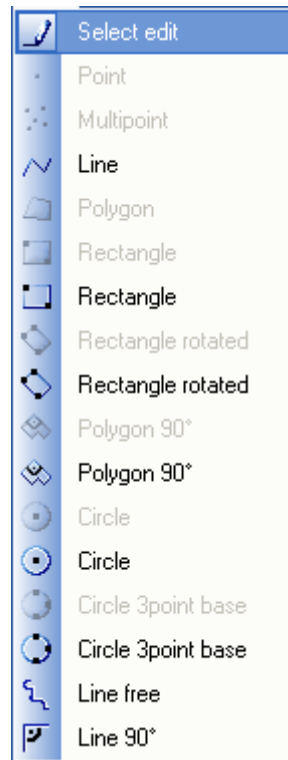 Select edit
Point
Multipoint
Line
Polygon
Rectangle
Rectangle
Rectangle rotated
Rectangle rotated
Polygon 90°
Polygon 90°
Circle
Circle
Circle 3point base
Circle 3point base
Line free
Line 90°